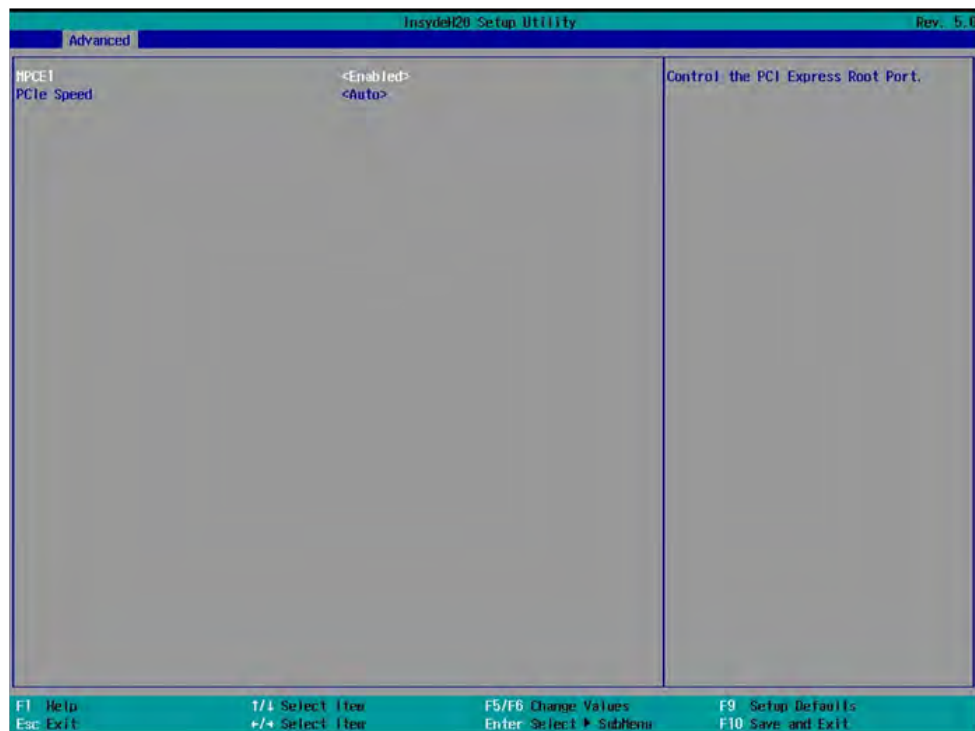 InsydeH20 Setup Utility Rev. 5.0
Advanced
MPCE1 <Enabled> Control the PCI Express Root Port.
PCIe Speed <Auto>
F1 Help ↑/↓ Select Item F5/F6 Change Values F9 Setup Defaults
Esc Exit ←/→ Select Item Enter Select ▶ SubMenu F10 Save and Exit